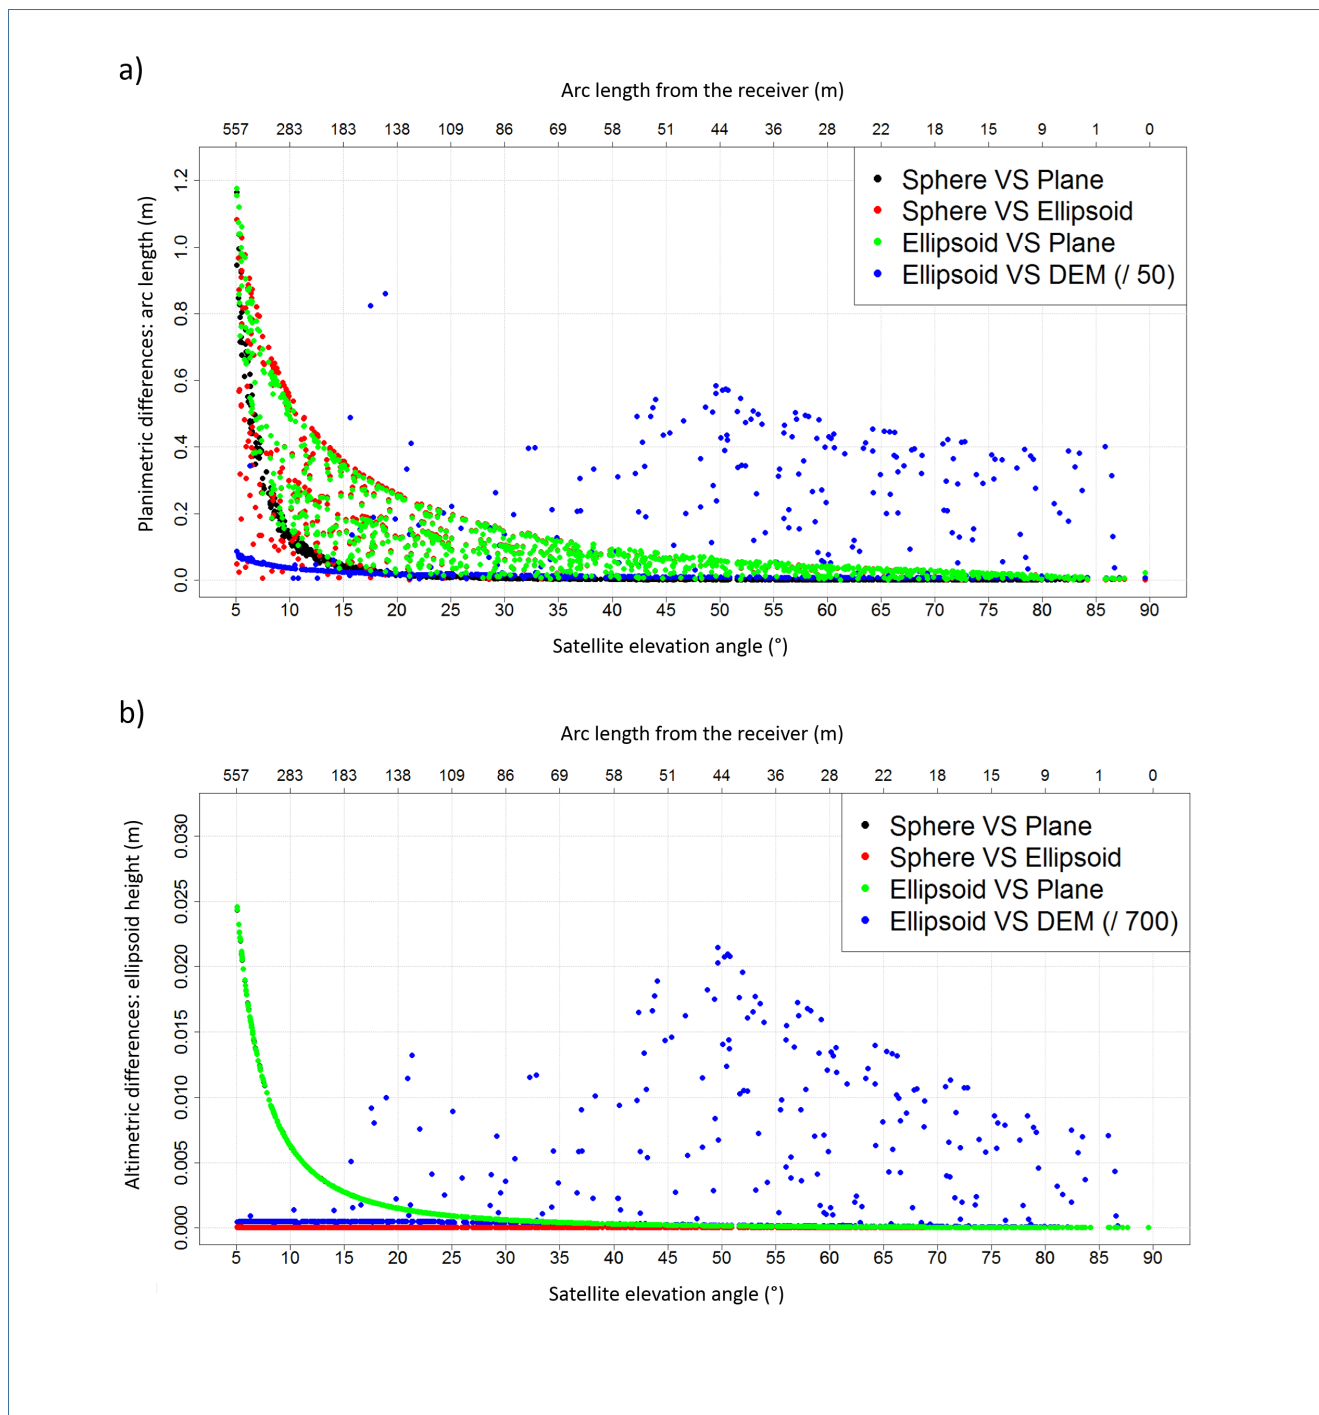 a)
Arc length from the receiver (m)
557 283 183 138 109 86 69 58 51 44 36 28 22 18 15 9 1 0
Planimetric differences: arc length (m)
1.2
1.0
0.8
0.6
0.4
0.2
0.0
Sphere VS Plane
Sphere VS Ellipsoid
Ellipsoid VS Plane
Ellipsoid VS DEM (/ 50)
5 10 15 20 25 30 35 40 45 50 55 60 65 70 75 80 85 90
Satellite elevation angle (°)
b)
Arc length from the receiver (m)
557 283 183 138 109 86 69 58 51 44 36 28 22 18 15 9 1 0
Altimetric differences: ellipsoid height (m)
0.030
0.025
0.020
0.015
0.010
0.005
0.000
Sphere VS Plane
Sphere VS Ellipsoid
Ellipsoid VS Plane
Ellipsoid VS DEM (/ 700)
5 10 15 20 25 30 35 40 45 50 55 60 65 70 75 80 85 90
Satellite elevation angle (°)